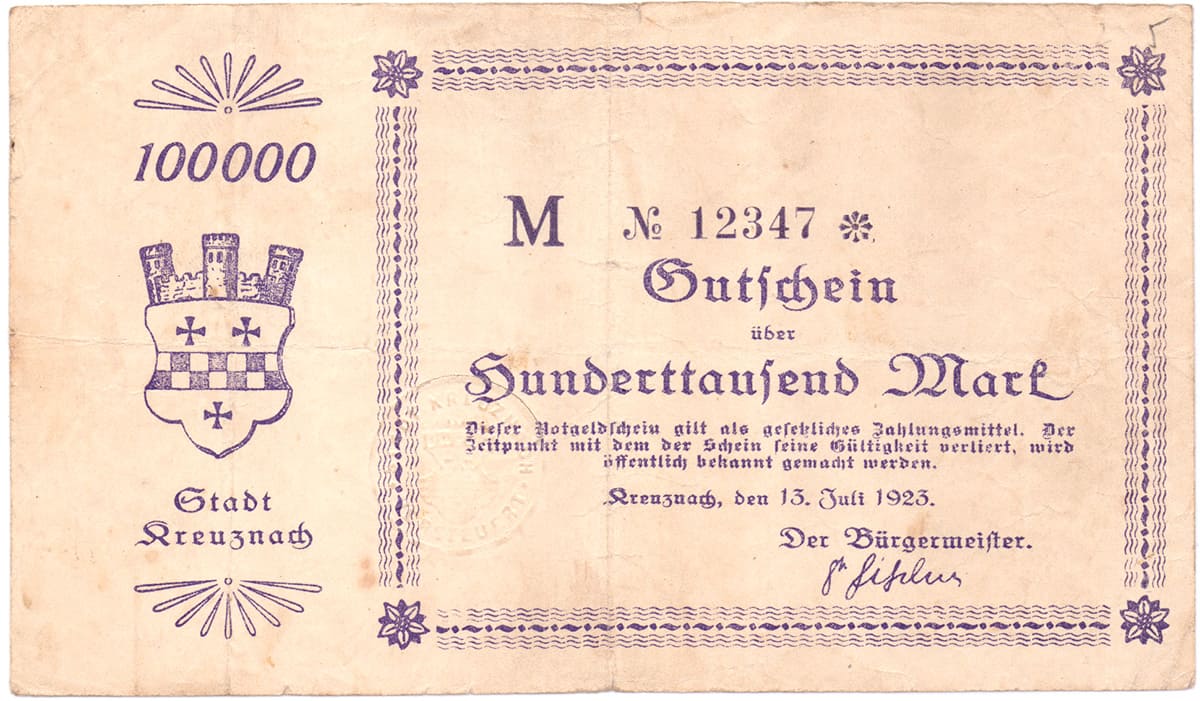 100000
Stadt
Kreuznach
M № 12347 *
Gutschein
über
Hunderttausend Mark
Dieser Notgeldschein gilt als gesetzliches Zahlungsmittel. Der
Zeitpunkt mit dem der Schein seine Gültigkeit verliert, wird
öffentlich bekannt gemacht werden.
Kreuznach, den 13. Juli 1923.
Der Bürgermeister.